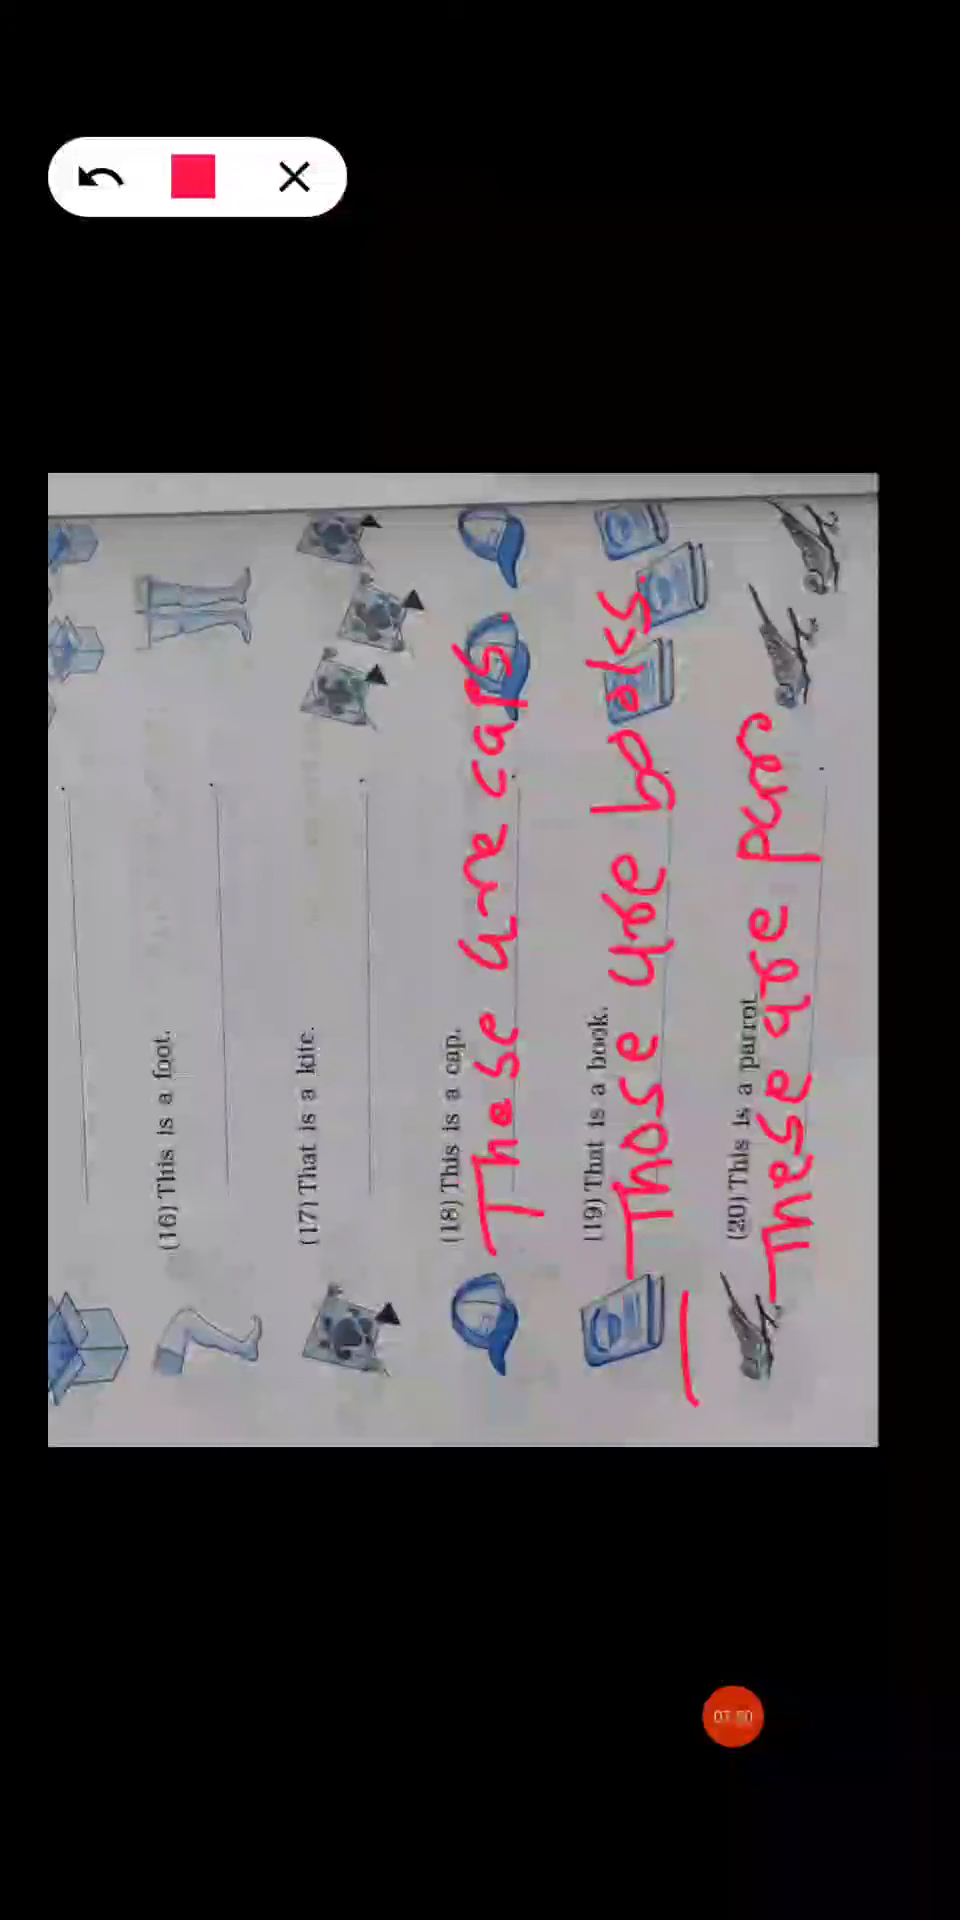 (16) This is a foot.
(17) That is a kite.
(18) This is a cap.
These are caps.
(19) That is a book.
Those are books.
(20) This is a parrot
These are parr